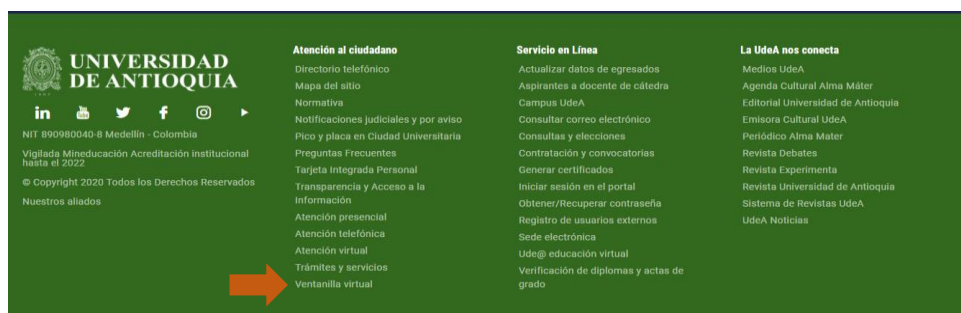 UNIVERSIDAD
DE ANTIOQUIA
NIT 890980040-8 Medellín - Colombia
Vigilada Mineducación Acreditación institucional
hasta el 2022
© Copyright 2020 Todos los Derechos Reservados
Nuestros aliados
Atención al ciudadano
Directorio telefónico
Mapa del sitio
Normativa
Notificaciones judiciales y por aviso
Pico y placa en Ciudad Universitaria
Preguntas Frecuentes
Tarjeta Integrada Personal
Transparencia y Acceso a la
Información
Atención presencial
Atención telefónica
Atención virtual
Trámites y servicios
Ventanilla virtual
Servicio en Línea
Actualizar datos de egresados
Aspirantes a docente de cátedra
Campus UdeA
Consultar correo electrónico
Consultas y elecciones
Contratación y convocatorias
Generar certificados
Iniciar sesión en el portal
Obtener/Recuperar contraseña
Registro de usuarios externos
Sede electrónica
Ude@ educación virtual
Verificación de diplomas y actas de
grado
La UdeA nos conecta
Medios UdeA
Agenda Cultural Alma Máter
Editorial Universidad de Antioquia
Emisora Cultural UdeA
Periódico Alma Mater
Revista Debates
Revista Experimenta
Revista Universidad de Antioquia
Sistema de Revistas UdeA
UdeA Noticias